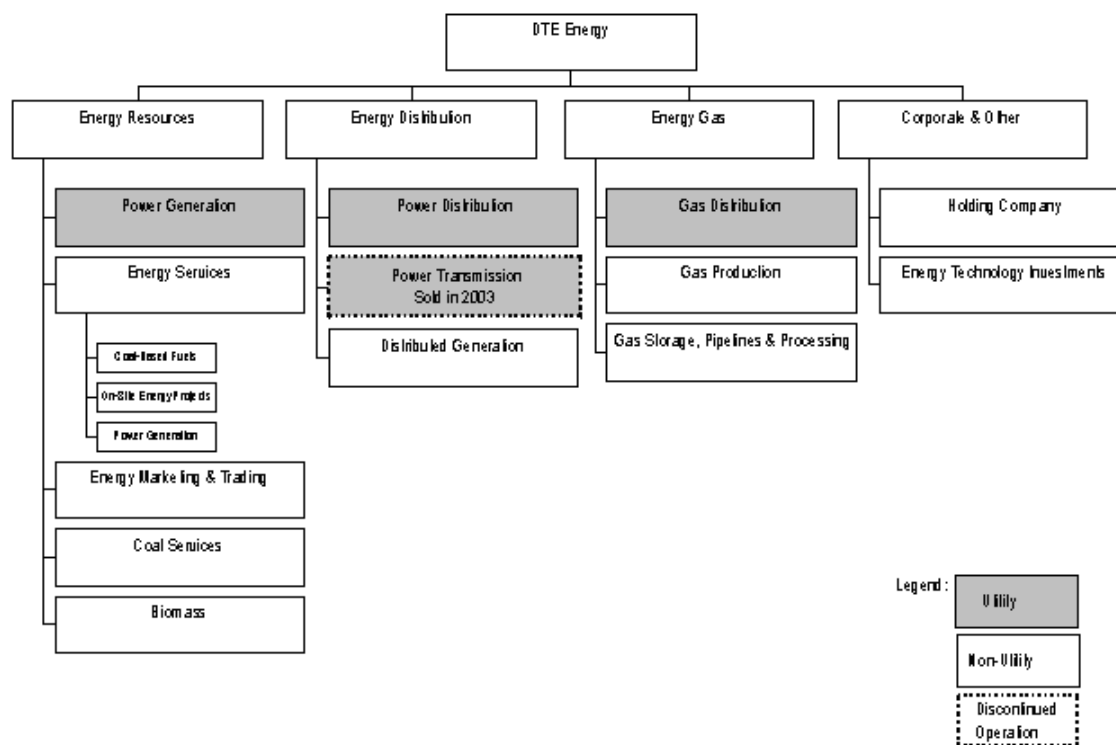 DTE Energy
Energy Resources
Energy Distribution
Energy Gas
Corporate & Other
Power Generation
Power Distribution
Gas Distribution
Holding Company
Energy Services
Power Transmission
Sold in 2003
Gas Production
Energy Technology Investments
Distributed Generation
Gas Storage, Pipelines & Processing
Coal-Based Fuels
On-Site Energy Projects
Power Generation
Energy Marketing & Trading
Coal Services
Biomass
Legend:
Utility
Non-Utility
Discontinued
Operation